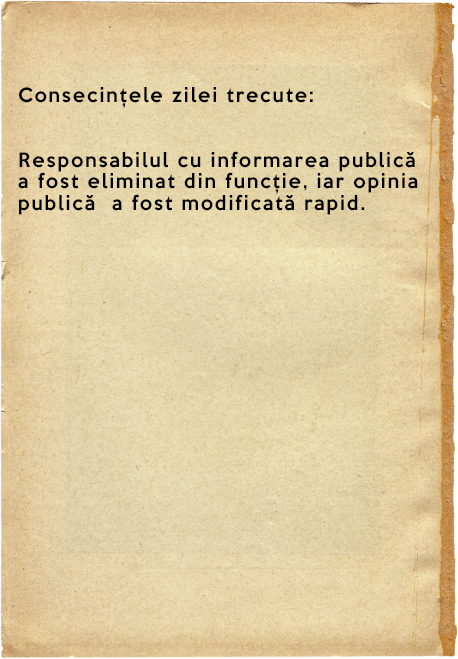 Consecințele zilei trecute:
Responsabilul cu informarea publică
a fost eliminat din funcție, iar opinia
publică  a fost modificată rapid.